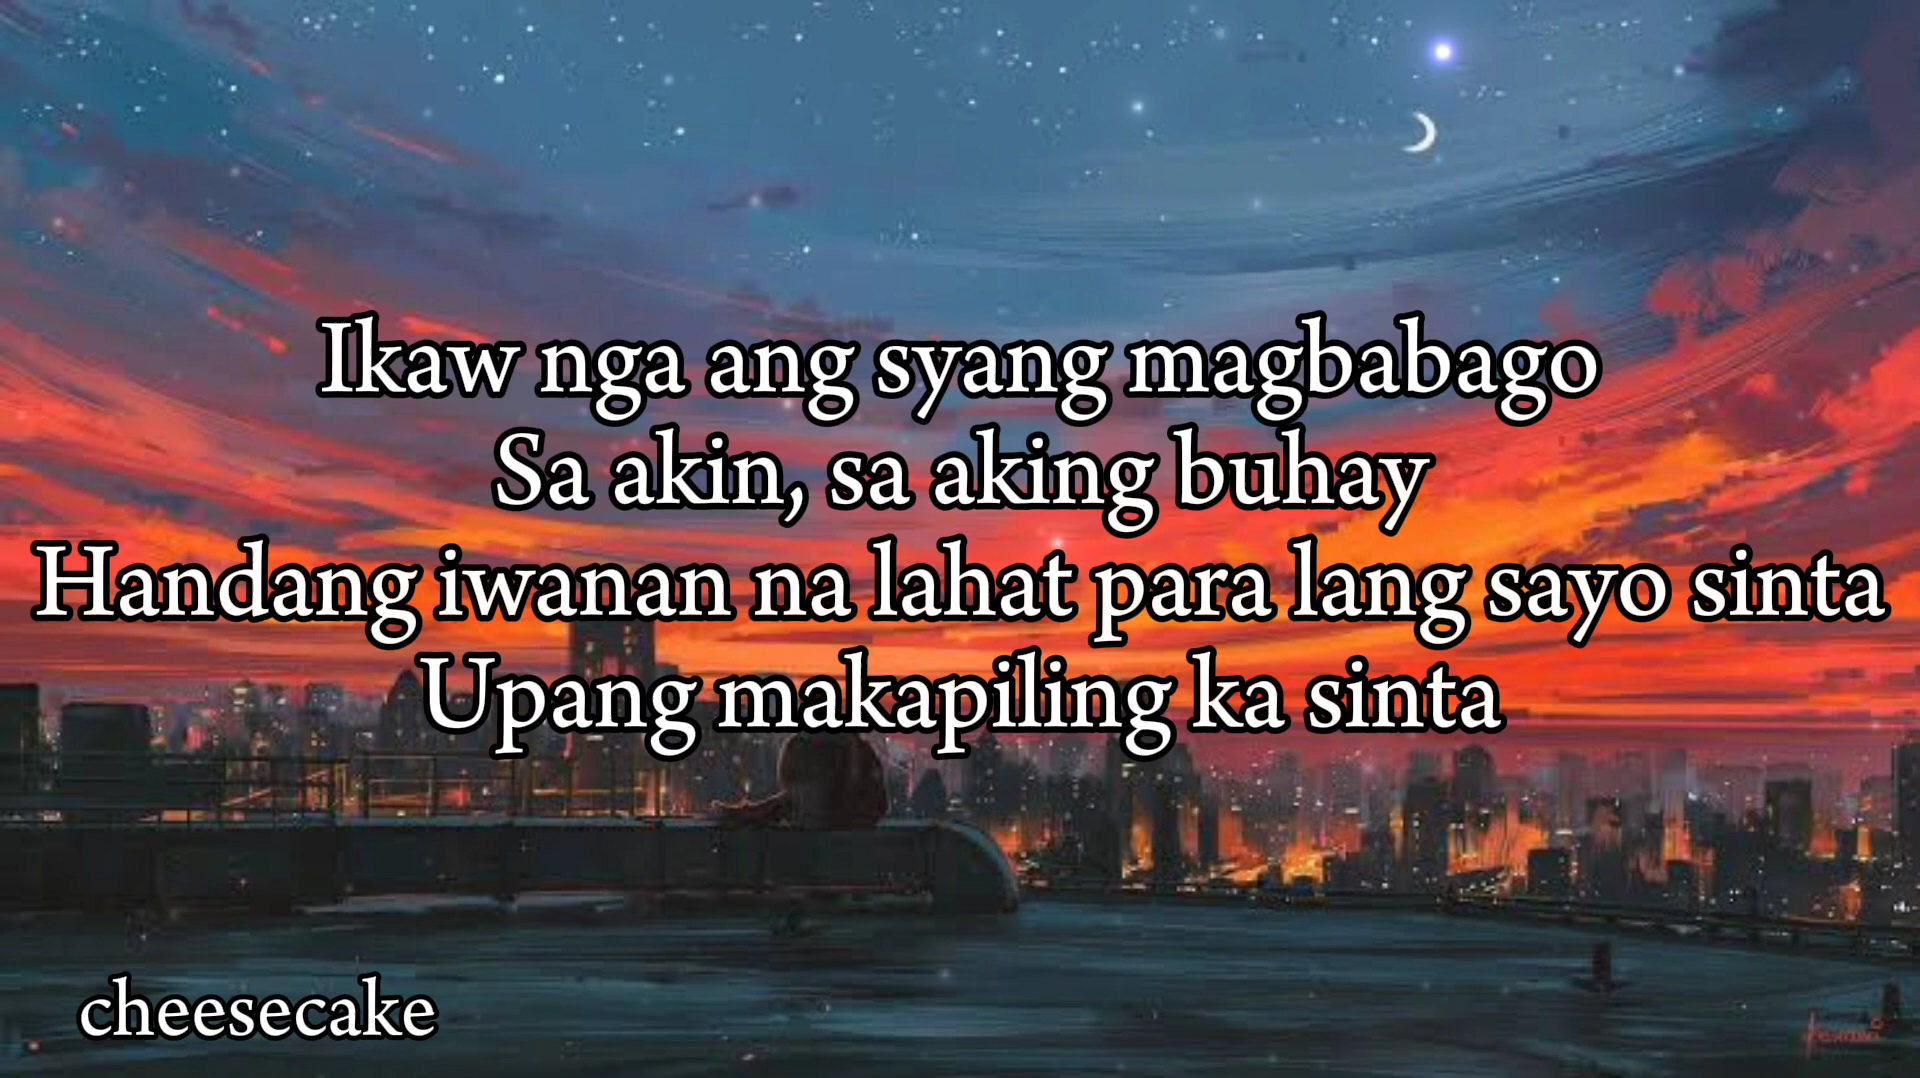 Ikaw nga ang syang magbabago
Sa akin, sa aking buhay
Handang iwanan na lahat para lang sayo sinta
Upang makapiling ka sinta
cheesecake